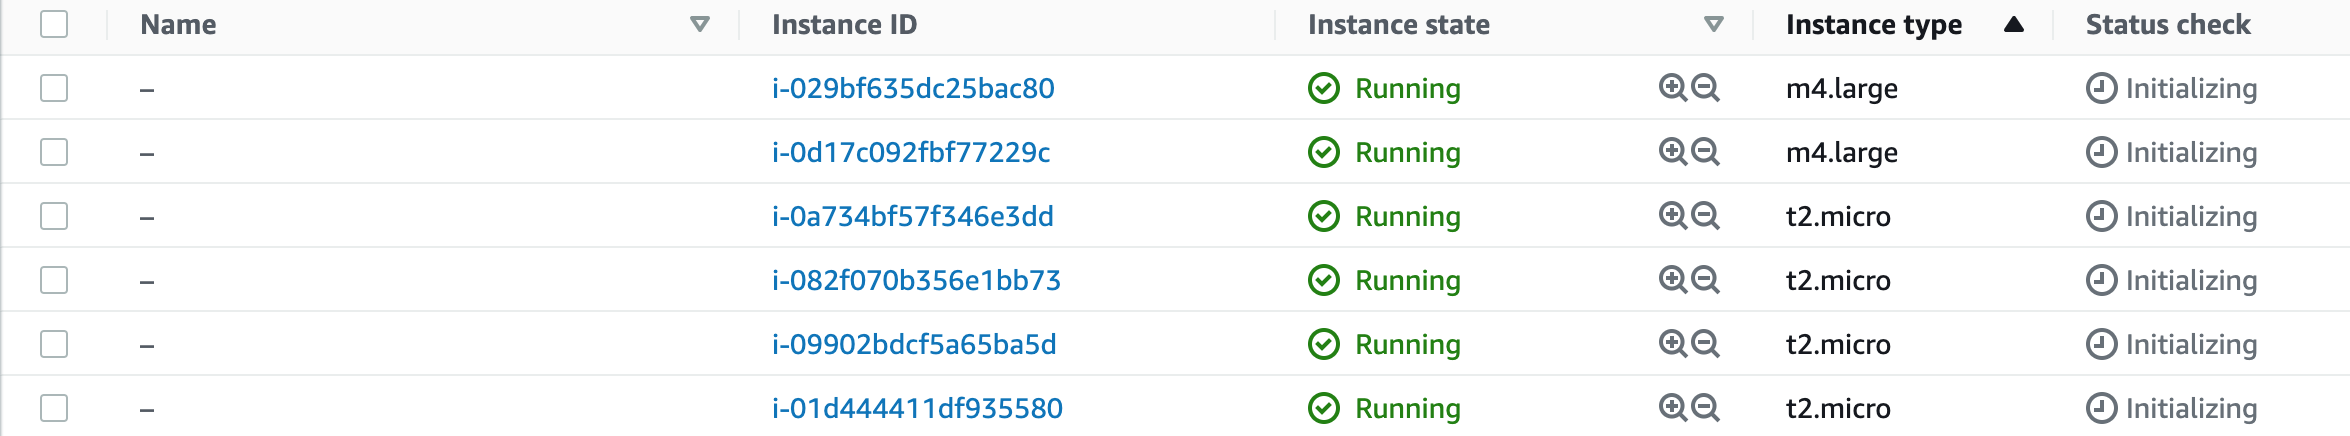 Name Instance ID Instance state Instance type Status check
– i-029bf635dc25bac80 Running m4.large Initializing
– i-0d17c092fbf77229c Running m4.large Initializing
– i-0a734bf57f346e3dd Running t2.micro Initializing
– i-082f070b356e1bb73 Running t2.micro Initializing
– i-09902bdcf5a65ba5d Running t2.micro Initializing
– i-01d444411df935580 Running t2.micro Initializing